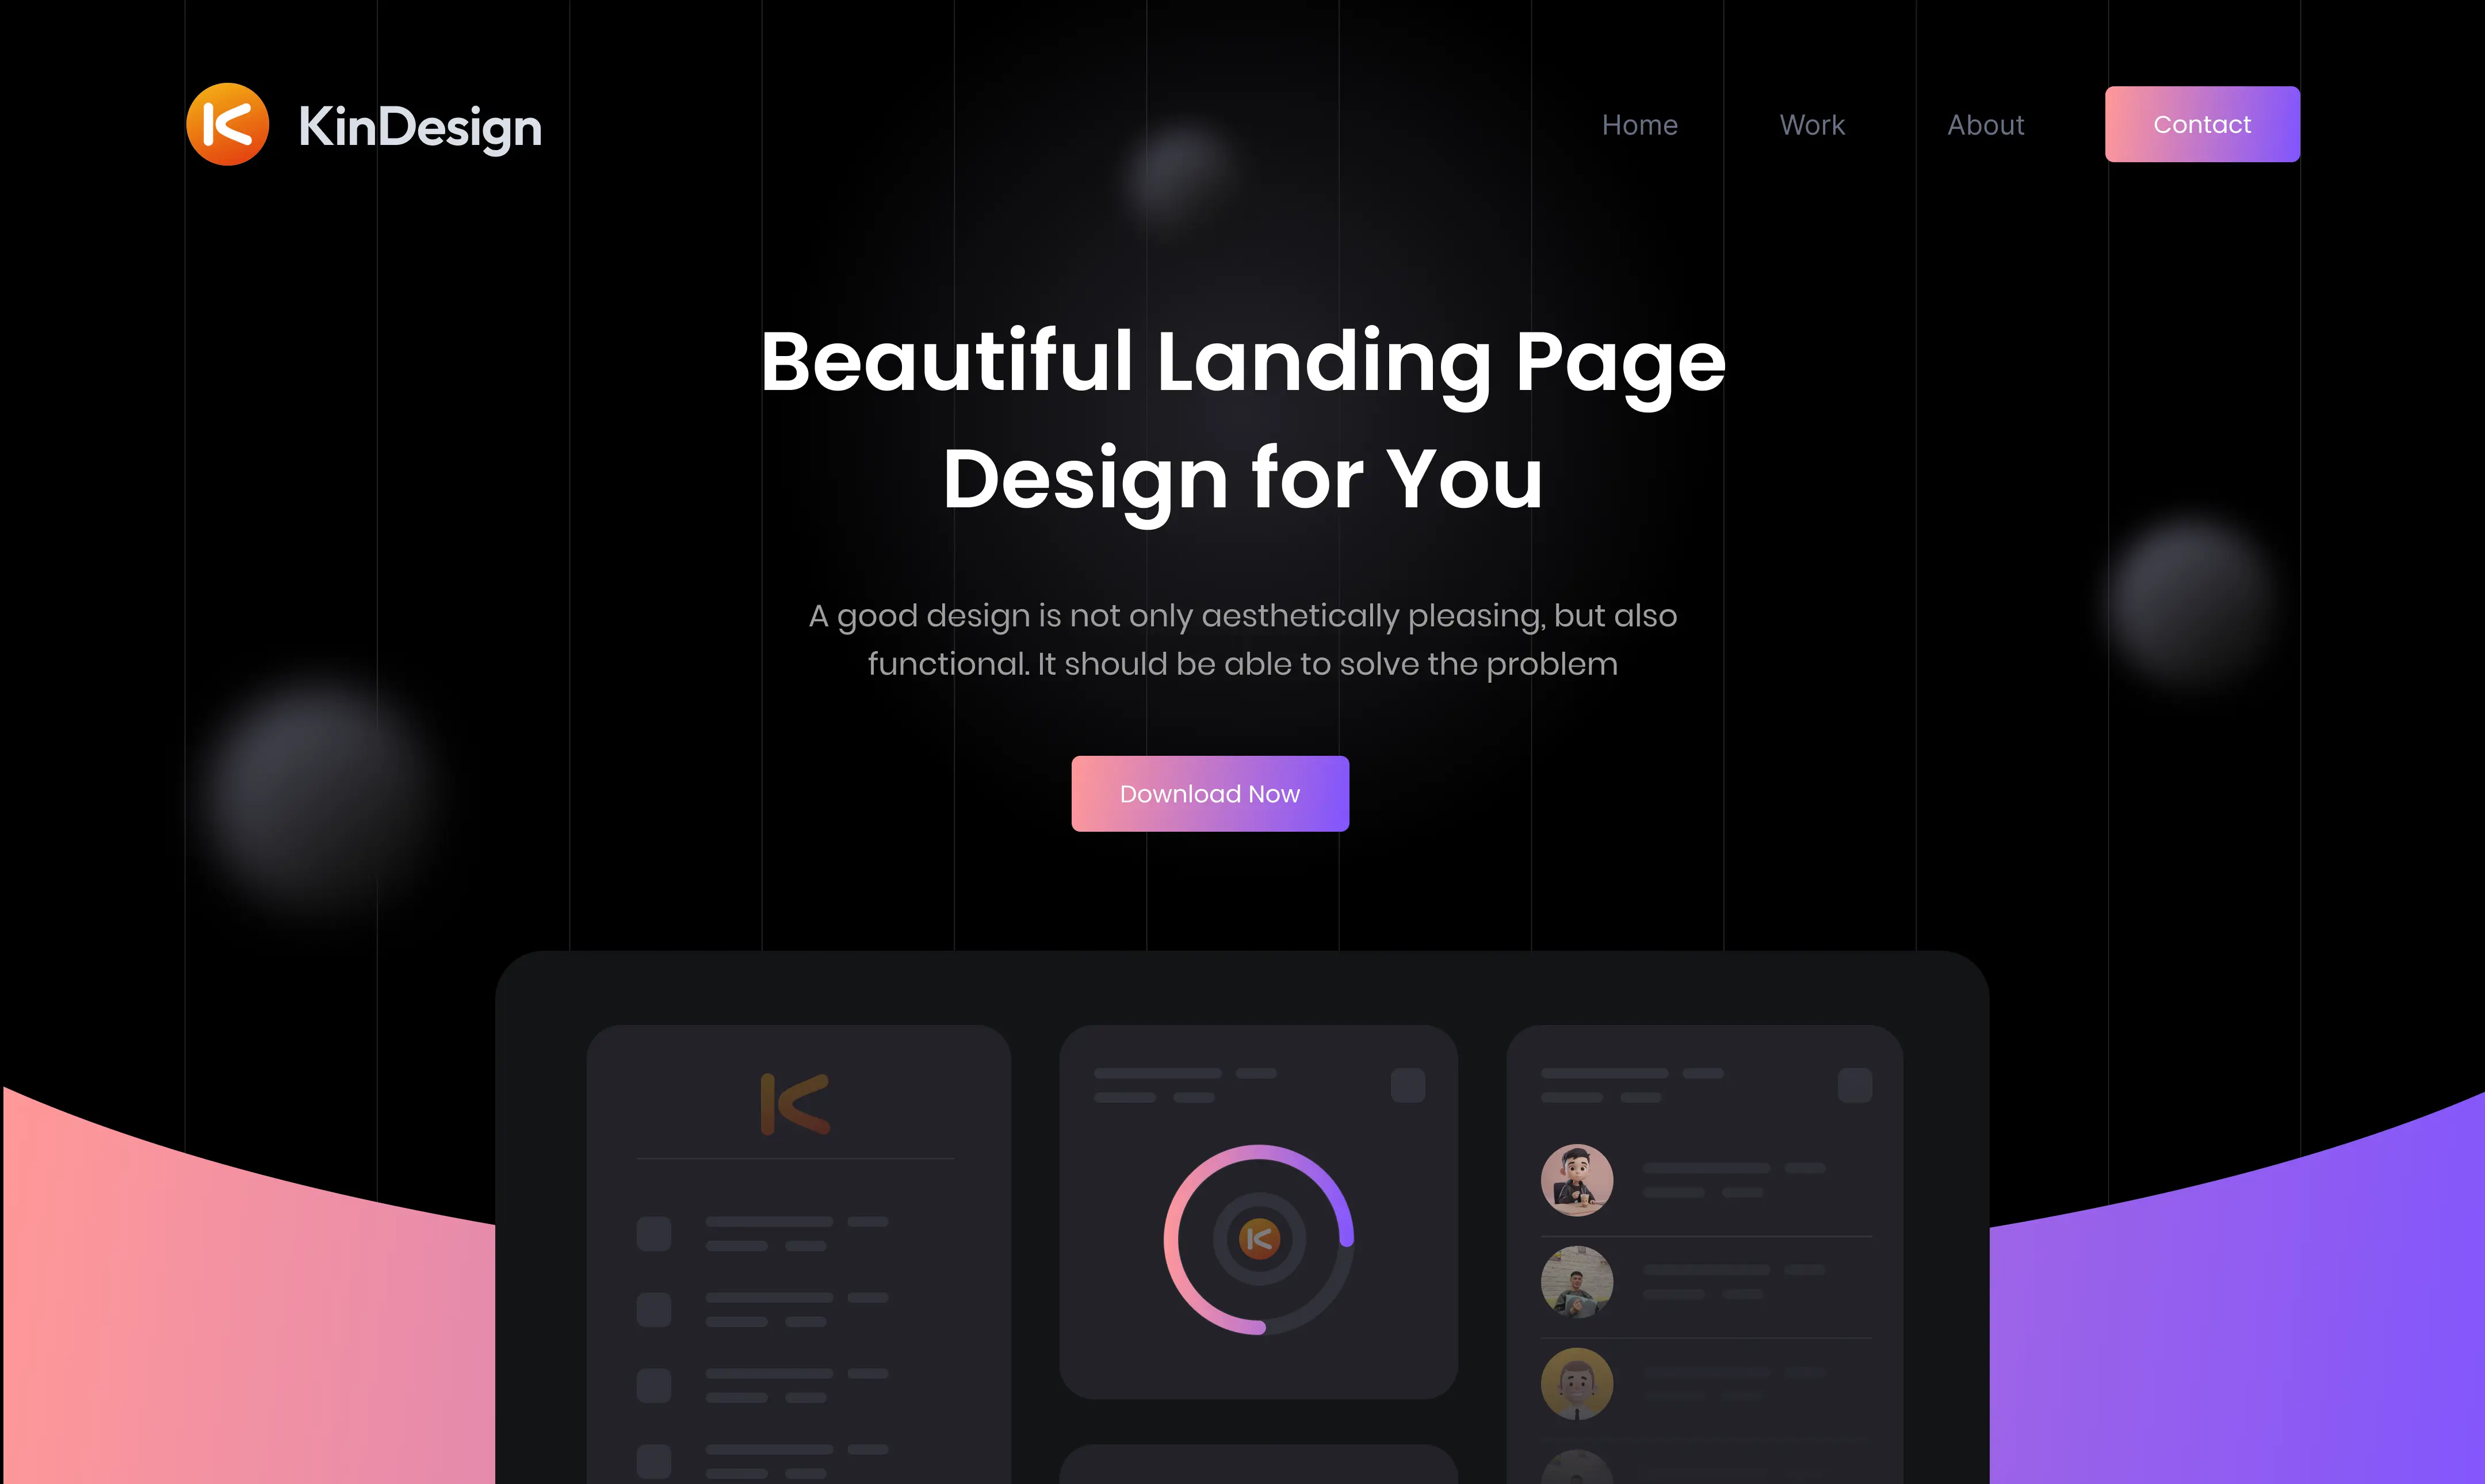 KinDesign
Home
Work
About
Contact
Beautiful Landing Page
Design for You
A good design is not only aesthetically pleasing, but also
functional. It should be able to solve the problem
Download Now